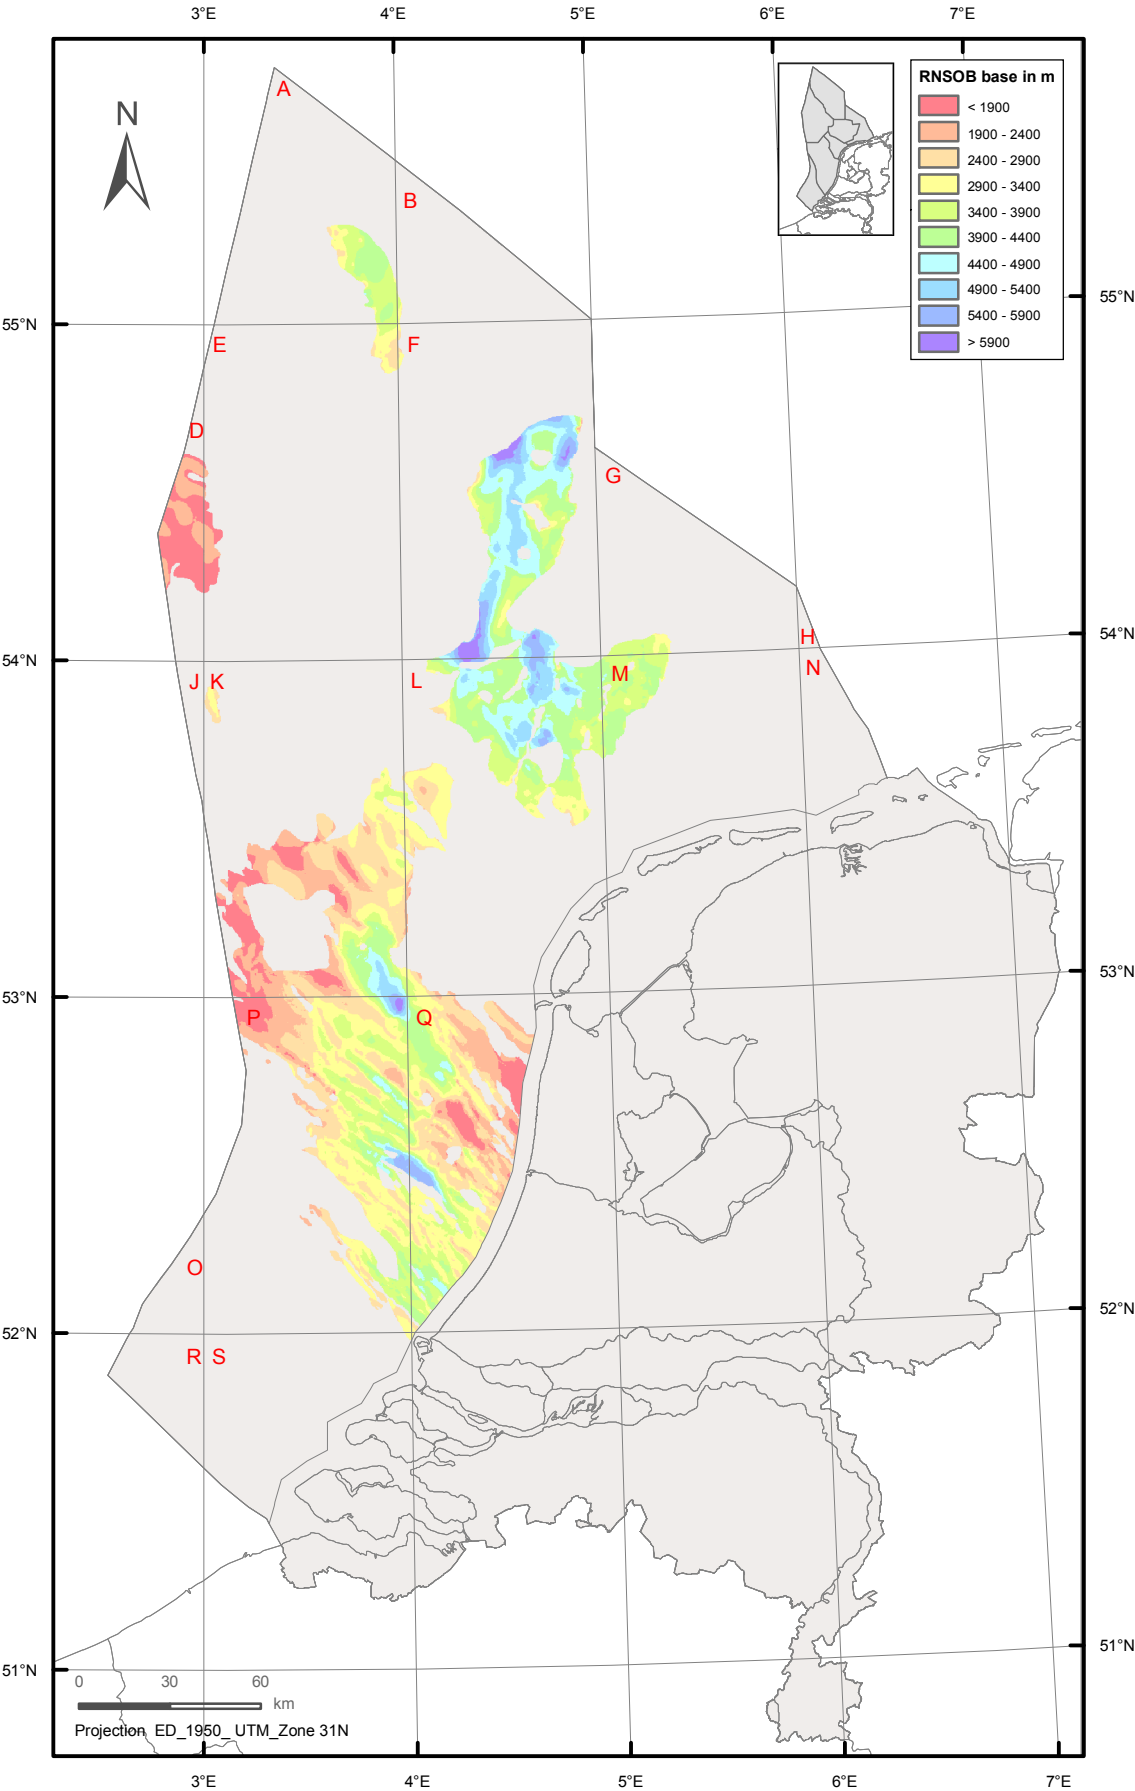 3°E 4°E 5°E 6°E 7°E
N
RNSOB base in m
< 1900
1900 - 2400
2400 - 2900
2900 - 3400
3400 - 3900
3900 - 4400
4400 - 4900
4900 - 5400
5400 - 5900
> 5900
A
B
55°N
55°N
E
F
D
G
54°N
54°N
H
J K
L
M
N
53°N
53°N
P
Q
O
52°N
52°N
R S
51°N
51°N
0 30 60
km
Projection ED_1950_ UTM_Zone 31N
3°E 4°E 5°E 6°E 7°E